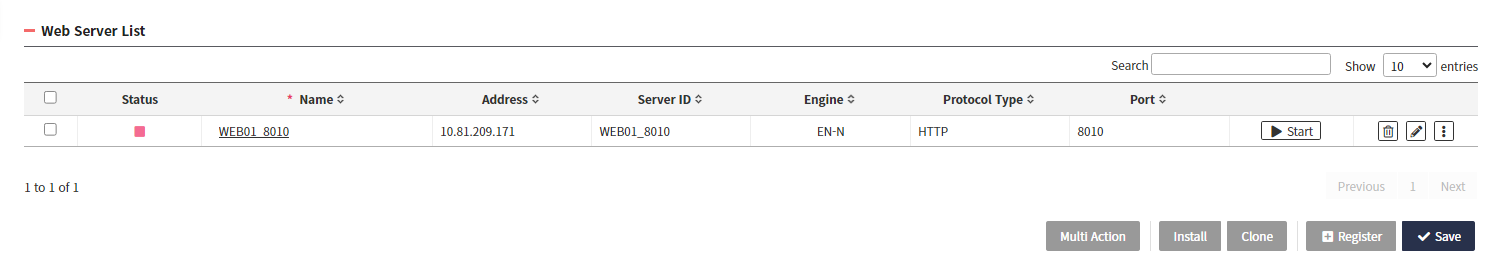 Web Server List
Search Show 10 entries
Status * Name Address Server ID Engine Protocol Type Port
WEB01_8010 10.81.209.171 WEB01_8010 EN-N HTTP 8010 Start
1 to 1 of 1 Previous 1 Next
Multi Action Install Clone Register Save